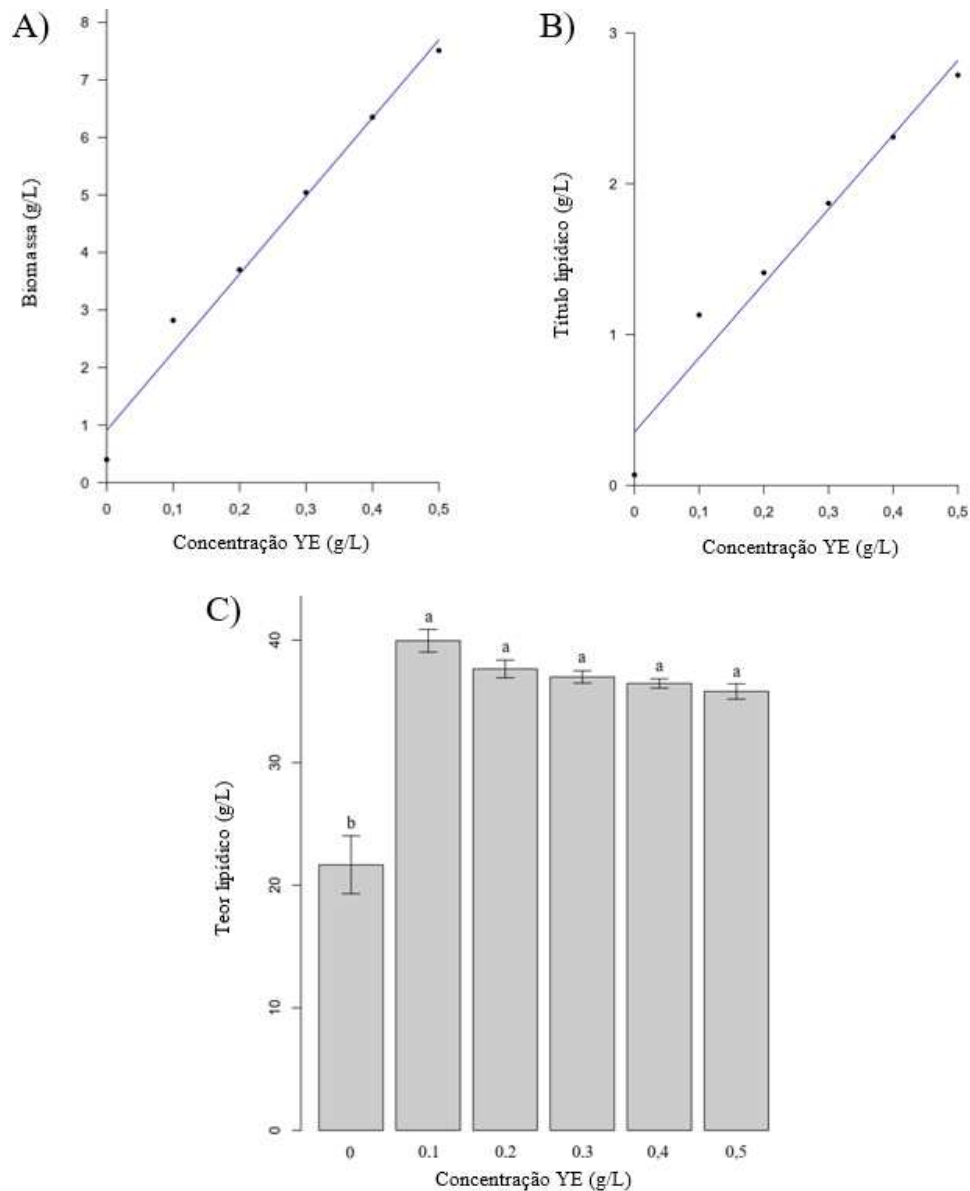 A)
Biomassa (g/L)
8
7
6
5
4
3
2
1
0
0 0,1 0,2 0,3 0,4 0,5
Concentração YE (g/L)
B)
Título lipídico (g/L)
3
2
1
0
0 0,1 0,2 0,3 0,4 0,5
Concentração YE (g/L)
C)
Teor lipídico (g/L)
40
30
20
10
0
b a a a a a
0 0.1 0.2 0.3 0,4 0,5
Concentração YE (g/L)